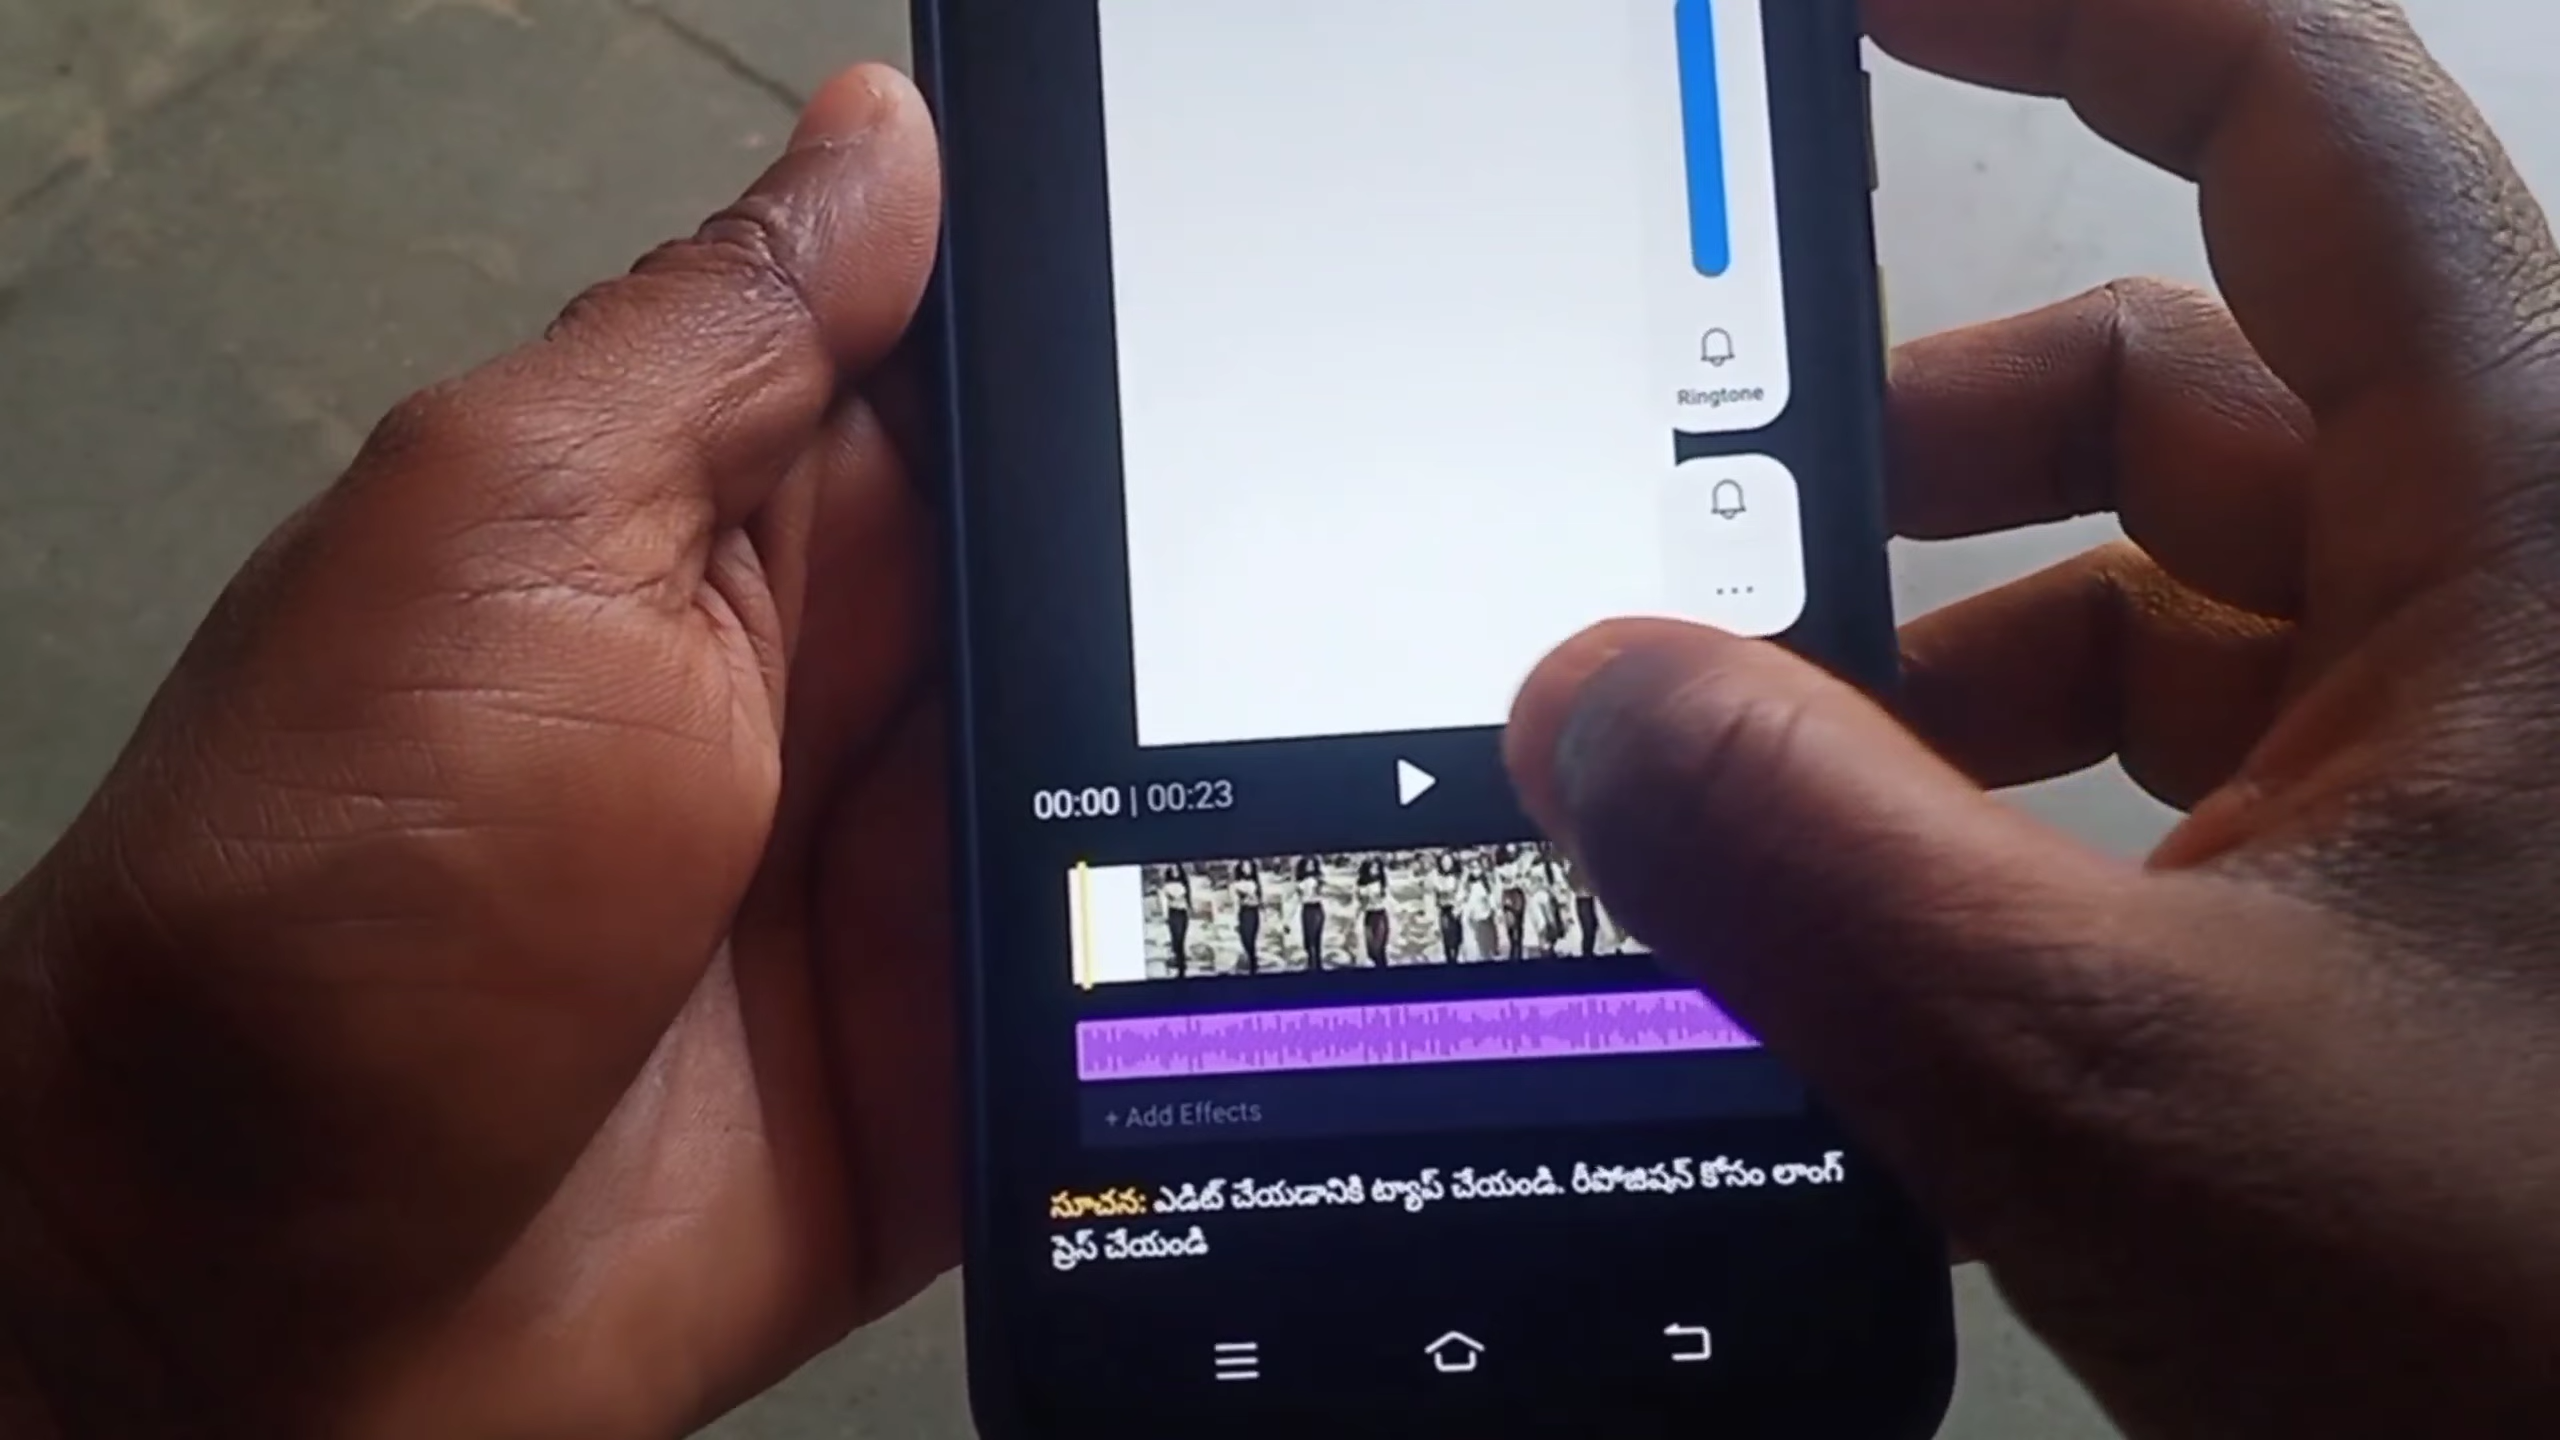 Ringtone
00:00 | 00:23
+ Add Effects
సూచన: ఎడిట్ చేయడానికి ట్యాప్ చేయండి. రీపోజిషన్ కోసం లాంగ్
ప్రెస్ చేయండి